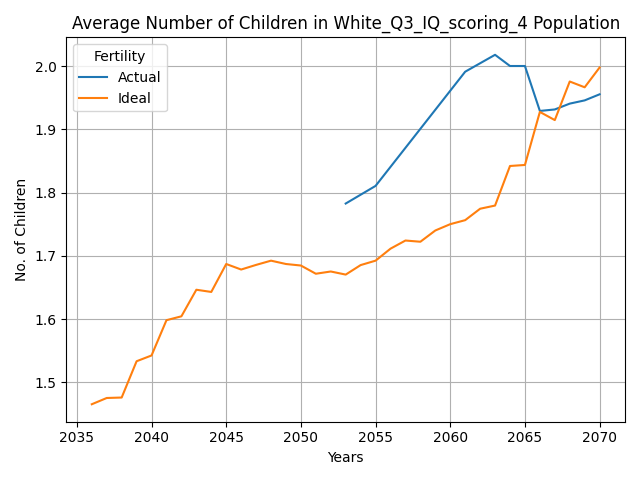 Average Number of Children in White_Q3_IQ_scoring_4 Population
Fertility
Actual
Ideal
No. of Children
2.0
1.9
1.8
1.7
1.6
1.5
2035 2040 2045 2050 2055 2060 2065 2070
Years